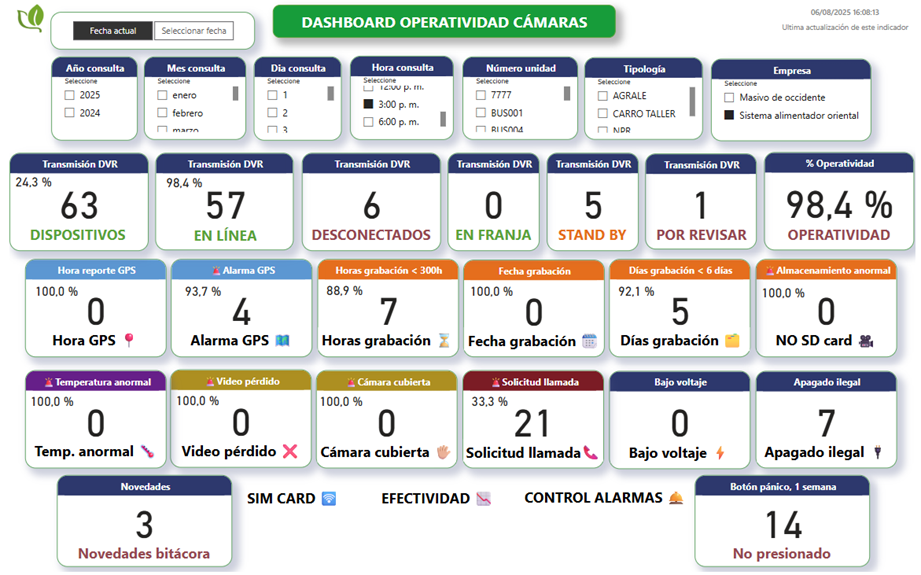 DASHBOARD OPERATIVIDAD CÁMARAS
06/08/2025 16:08:13
Ultima actualización de este indicador
Fecha actual
Seleccionar fecha
Año consulta
Seleccione
2025
2024
Mes consulta
Seleccione
enero
febrero
marzo
Día consulta
Seleccione
1
2
3
Hora consulta
Seleccione
12:00 p. m.
3:00 p. m.
6:00 p. m.
Número unidad
Seleccione
7777
BUS001
BUS004
Tipología
Seleccione
AGRALE
CARRO TALLER
NPR
Empresa
Seleccione
Masivo de occidente
Sistema alimentador oriental
Transmisión DVR
24,3 %
63
DISPOSITIVOS
Transmisión DVR
98,4 %
57
EN LÍNEA
Transmisión DVR
6
DESCONECTADOS
Transmisión DVR
0
EN FRANJA
Transmisión DVR
5
STAND BY
Transmisión DVR
1
POR REVISAR
% Operatividad
98,4 %
OPERATIVIDAD
Hora reporte GPS
100,0 %
0
Hora GPS
Alarma GPS
93,7 %
4
Alarma GPS
Horas grabación < 300h
88,9 %
7
Horas grabación
Fecha grabación
100,0 %
0
Fecha grabación
Días grabación < 6 días
92,1 %
5
Días grabación
Almacenamiento anormal
100,0 %
0
NO SD card
Temperatura anormal
100,0 %
0
Temp. anormal
Video pérdido
100,0 %
0
Video pérdido
Cámara cubierta
100,0 %
0
Cámara cubierta
Solicitud llamada
33,3 %
21
Solicitud llamada
Bajo voltaje
0
Bajo voltaje
Apagado ilegal
7
Apagado ilegal
Novedades
3
Novedades bitácora
SIM CARD
EFECTIVIDAD
CONTROL ALARMAS
Botón pánico, 1 semana
14
No presionado